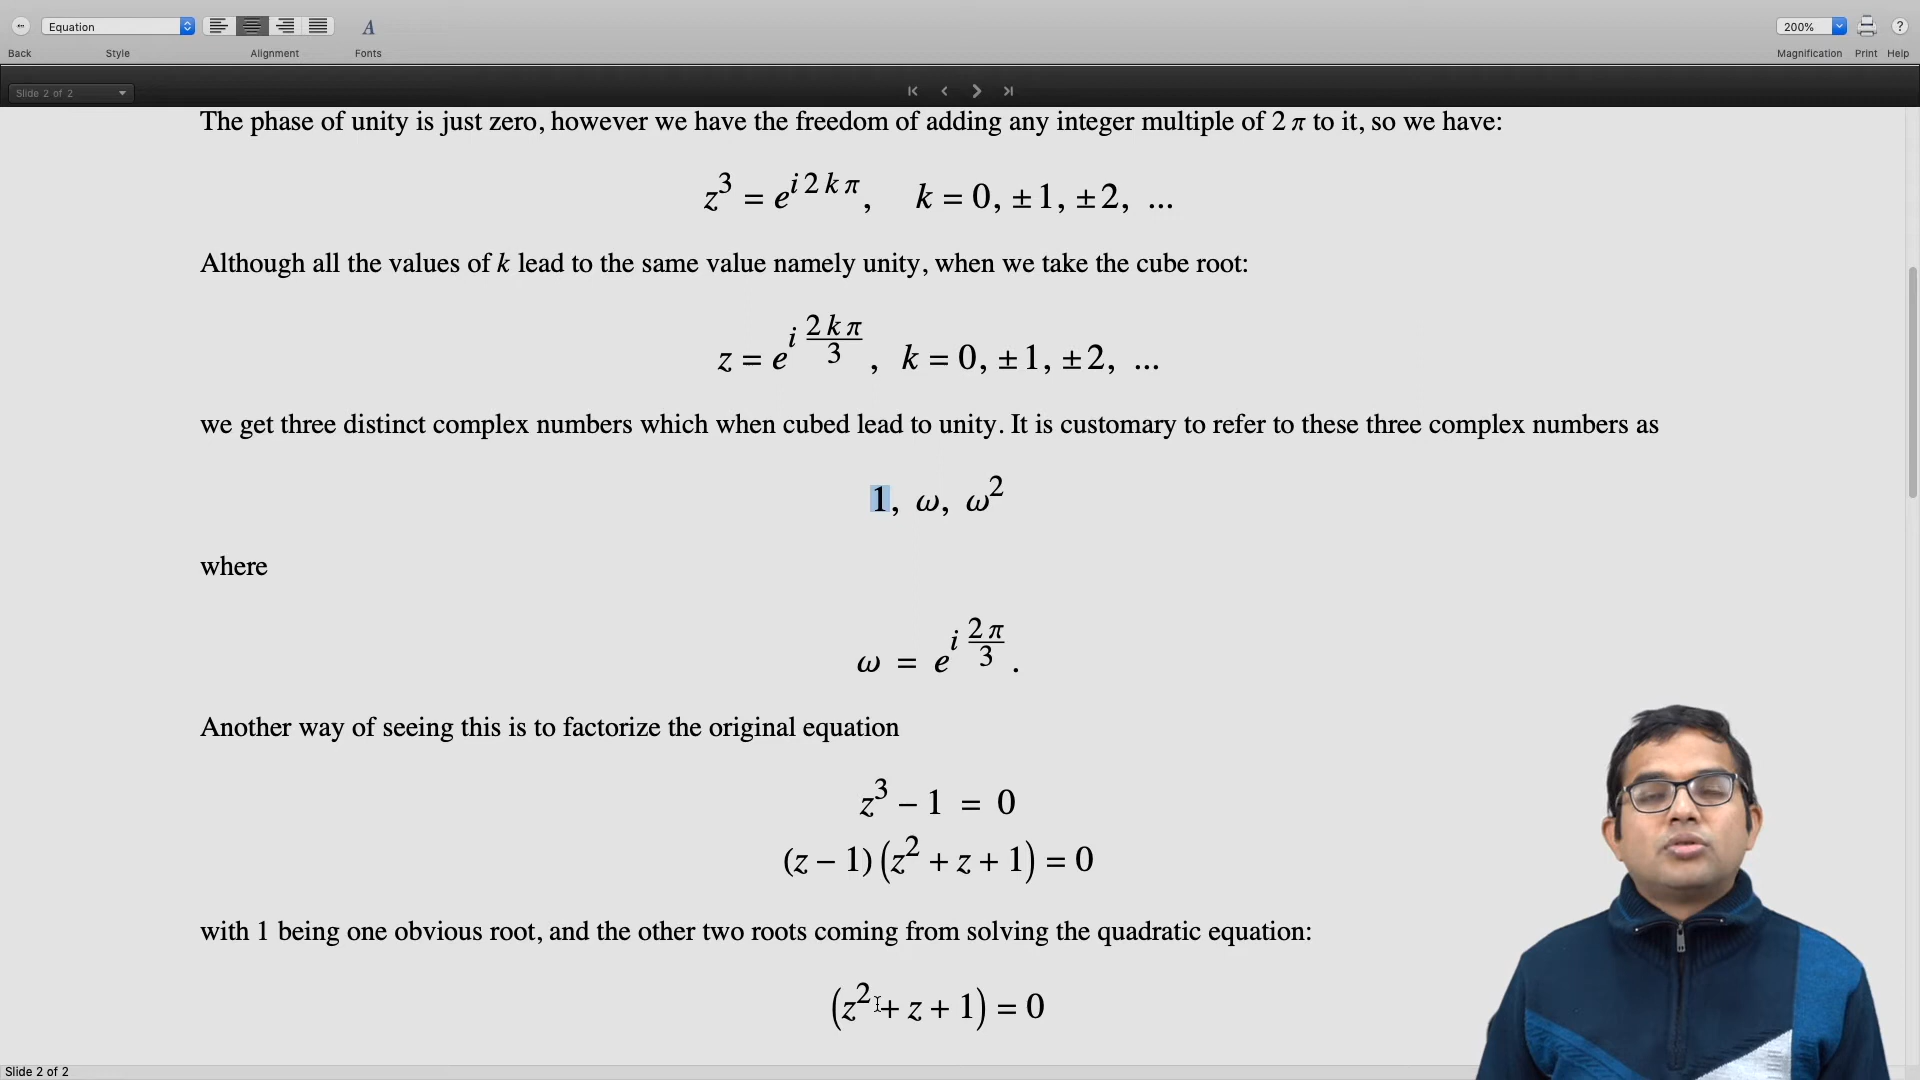 Equation
200%
Back Style Alignment Fonts Magnification Print Help
Slide 2 of 2
The phase of unity is just zero, however we have the freedom of adding any integer multiple of 2 π to it, so we have:
z^3 = e^{i 2 k π}, k = 0, ± 1, ± 2, ...
Although all the values of k lead to the same value namely unity, when we take the cube root:
z = e^{i \frac{2 k π}{3}}, k = 0, ± 1, ± 2, ...
we get three distinct complex numbers which when cubed lead to unity. It is customary to refer to these three complex numbers as
1, ω, ω^2
where
ω = e^{i \frac{2 π}{3}}.
Another way of seeing this is to factorize the original equation
z^3 – 1 = 0
(z – 1) (z^2 + z + 1) = 0
with 1 being one obvious root, and the other two roots coming from solving the quadratic equation:
(z^2 + z + 1) = 0
Slide 2 of 2